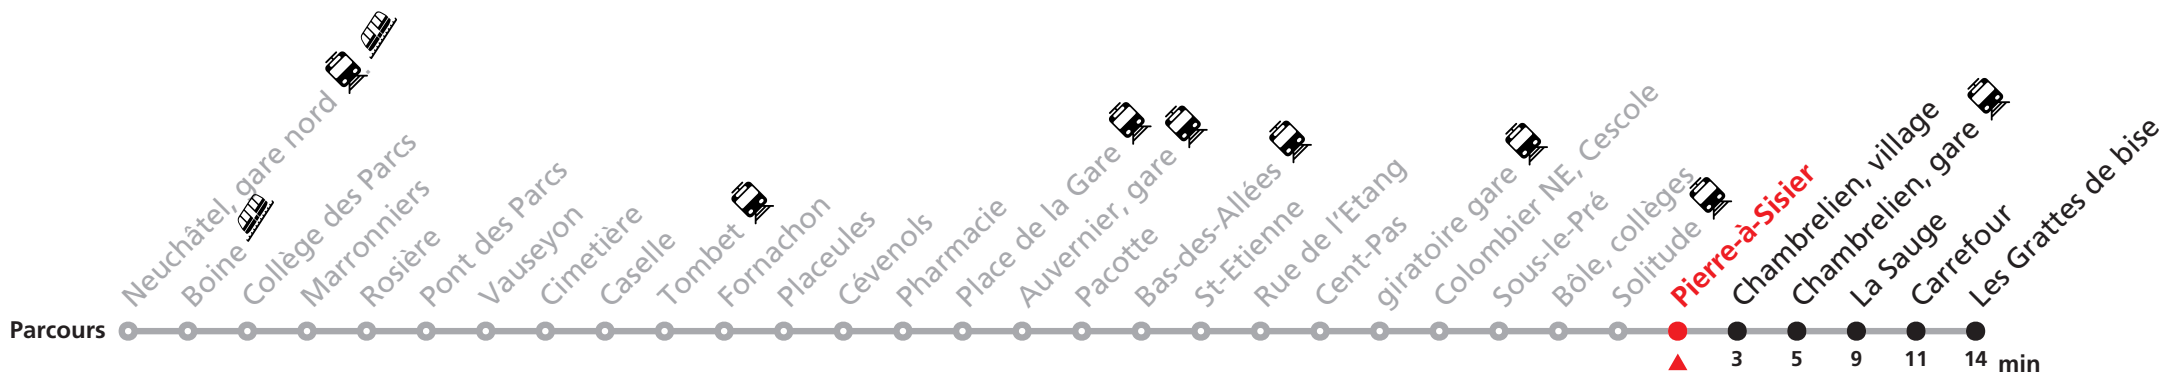 Neuchâtel, gare nord
Boine
Collège des Parcs
Marronniers
Rosière
Pont des Parcs
Vauseyon
Cimetière
Caselle
Tombet
Fornachon
Placeules
Cévenols
Pharmacie
Place de la Gare
Auvernier, gare
Pacotte
Bas-des-Allées
St-Etienne
Rue de l'Etang
Cent-Pas
giratoire gare
Colombier NE, Cescole
Sous-le-Pré
Bôle, collèges
Solitude
Pierre-à-Sisier
Chambrelien, village
Chambrelien, gare
La Sauge
Carrefour
Les Grattes de bise
Parcours
3 5 9 11 14 min